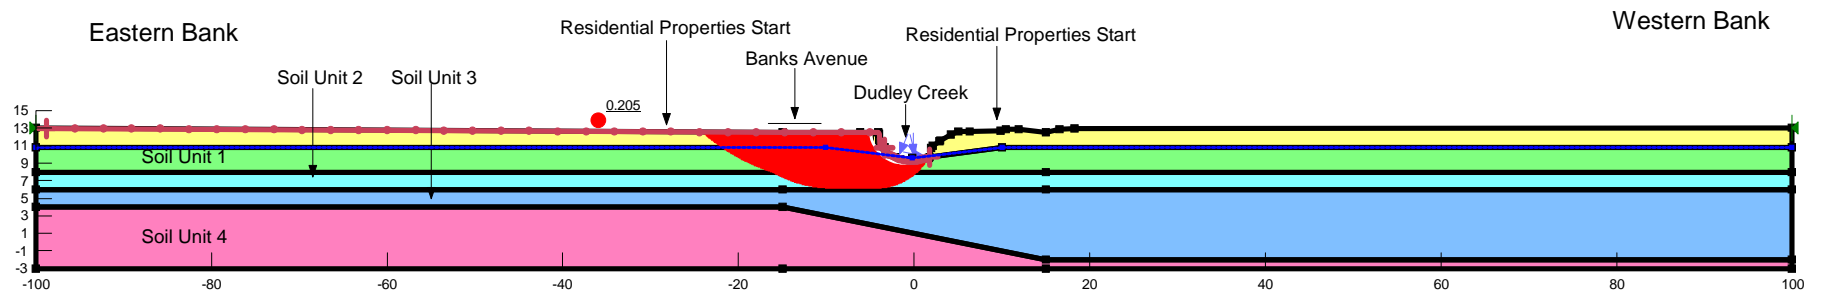 Eastern Bank
Residential Properties Start
Residential Properties Start
Western Bank
Banks Avenue
Soil Unit 2
Soil Unit 3
Dudley Creek
0.205
15
13
11
9
7
5
3
1
-1
-3
Soil Unit 1
Soil Unit 4
-100
-80
-60
-40
-20
0
20
40
60
80
100